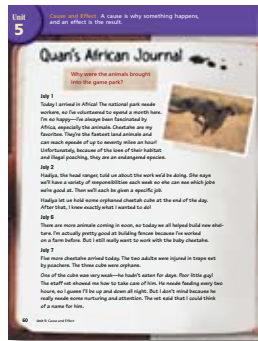 Unit
5
Cause and Effect A cause is why something happens,
and an effect is the result.
Quan's African Journal
Why were the animals brought
into the game park?
July 1
Today I arrived in Africa! The national park needs
workers, so I've volunteered to spend a month here.
I'm so happy—I've always been fascinated by
Africa, especially the animals. Cheetahs are my
favorites. They're the fastest land animals and
can reach speeds of up to seventy miles an hour!
Unfortunately, because of the loss of their habitat
and illegal poaching, they are an endangered species.
July 2
Hadiya, the head ranger, told us about the work we'd be doing. She says
we'll have a variety of responsibilities each week so she can see which jobs
we're good at. Then we'll each be given a specific job.
Hadiya let us hold some orphaned cheetah cubs at the end of the day.
After that, I knew exactly what I wanted to do!
July 6
There are more animals coming in soon, so today we all helped build new shel-
ters. I'm actually pretty good at building fences because I've worked
on a farm before. But I still really want to work with the baby cheetahs.
July 7
Five more cheetahs arrived today. The two adults were injured in traps set
by poachers. The three cubs were orphans.
One of the cubs was very weak—he hadn't eaten for days. Poor little guy!
The staff vet showed me how to take care of him. He needs feeding every two
hours, so I guess I'll be up and down all night. But I don't mind because he
really needs some nurturing and attention. The vet said that I could think
of a name for him.
60 Unit 5: Cause and Effect